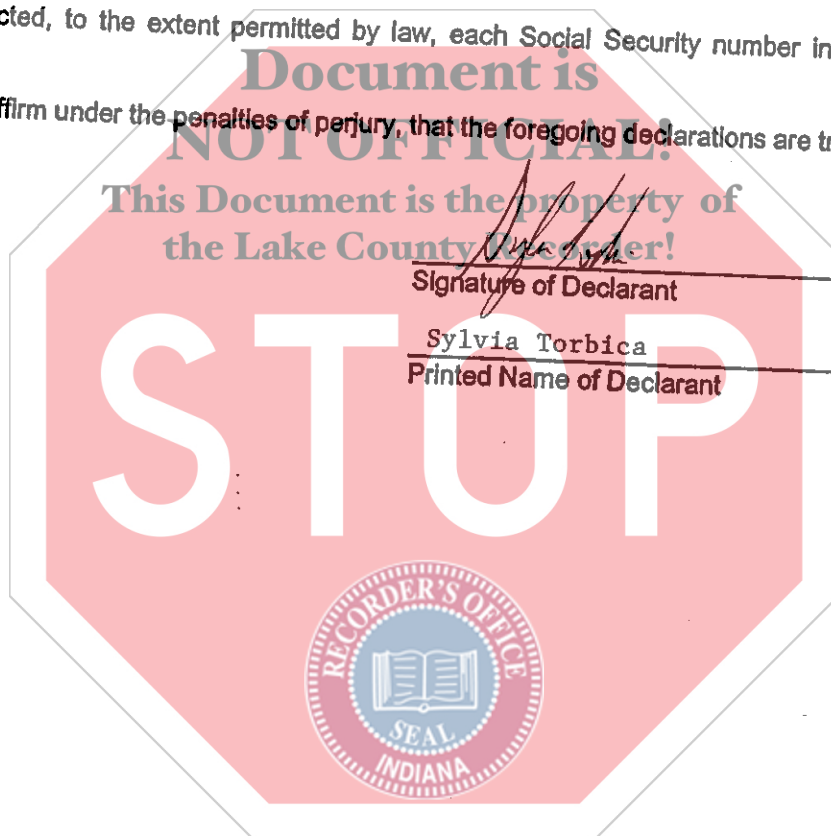 cted, to the extent permitted by law, each Social Security number in
Document is
ffirm under the penalties of perjury, that the foregoing declarations are tr
NOT OFFICIAL!
This Document is the property of
the Lake County Recorder!
Signature of Declarant
Sylvia Torbica
Printed Name of Declarant
STOP
RECORDER'S OFFICE
SEAL
INDIANA